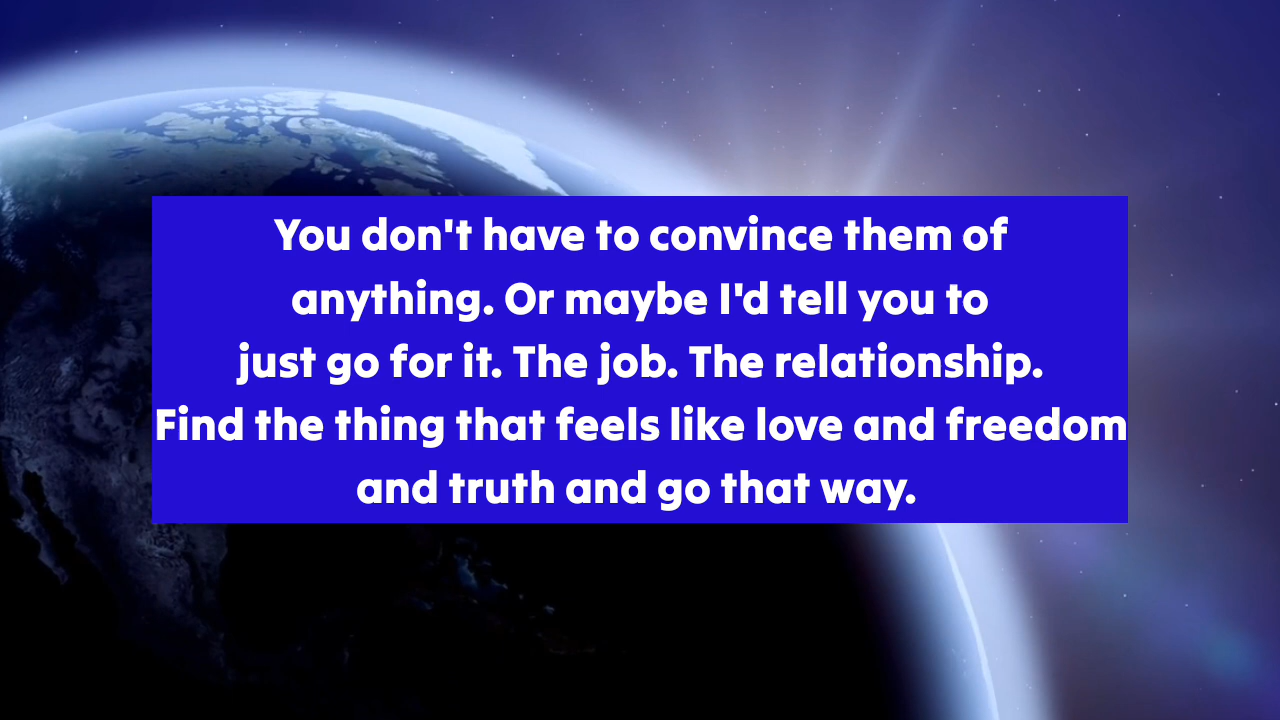 You don't have to convince them of
anything. Or maybe I'd tell you to
just go for it. The job. The relationship.
Find the thing that feels like love and freedom
and truth and go that way.